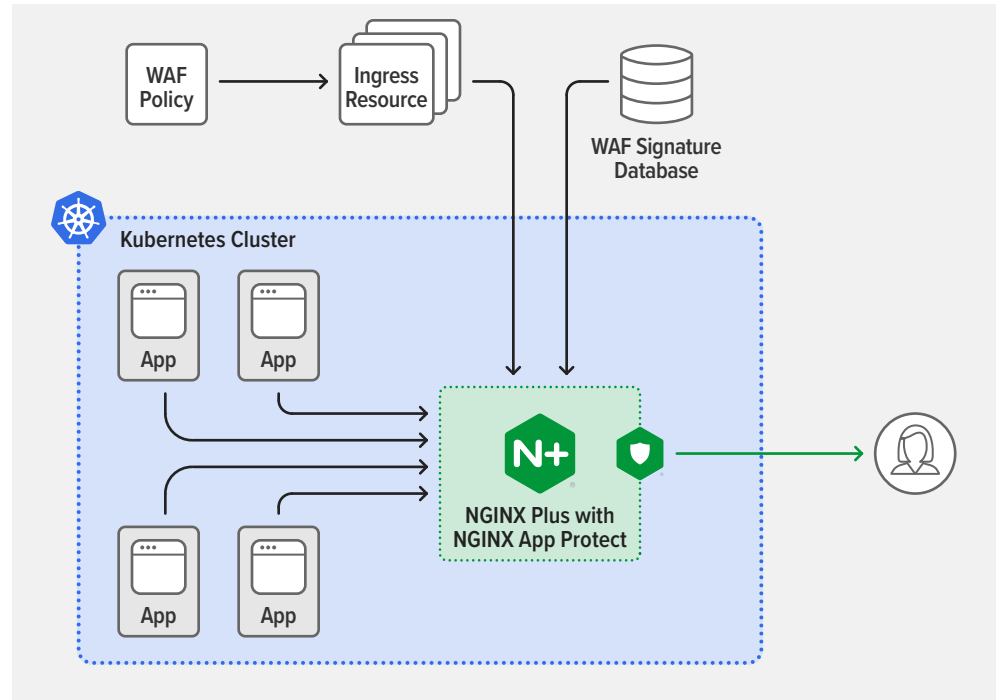 WAF
Policy
Ingress
Resource
WAF Signature
Database
Kubernetes Cluster
App
App
N+
NGINX Plus with
NGINX App Protect
App
App